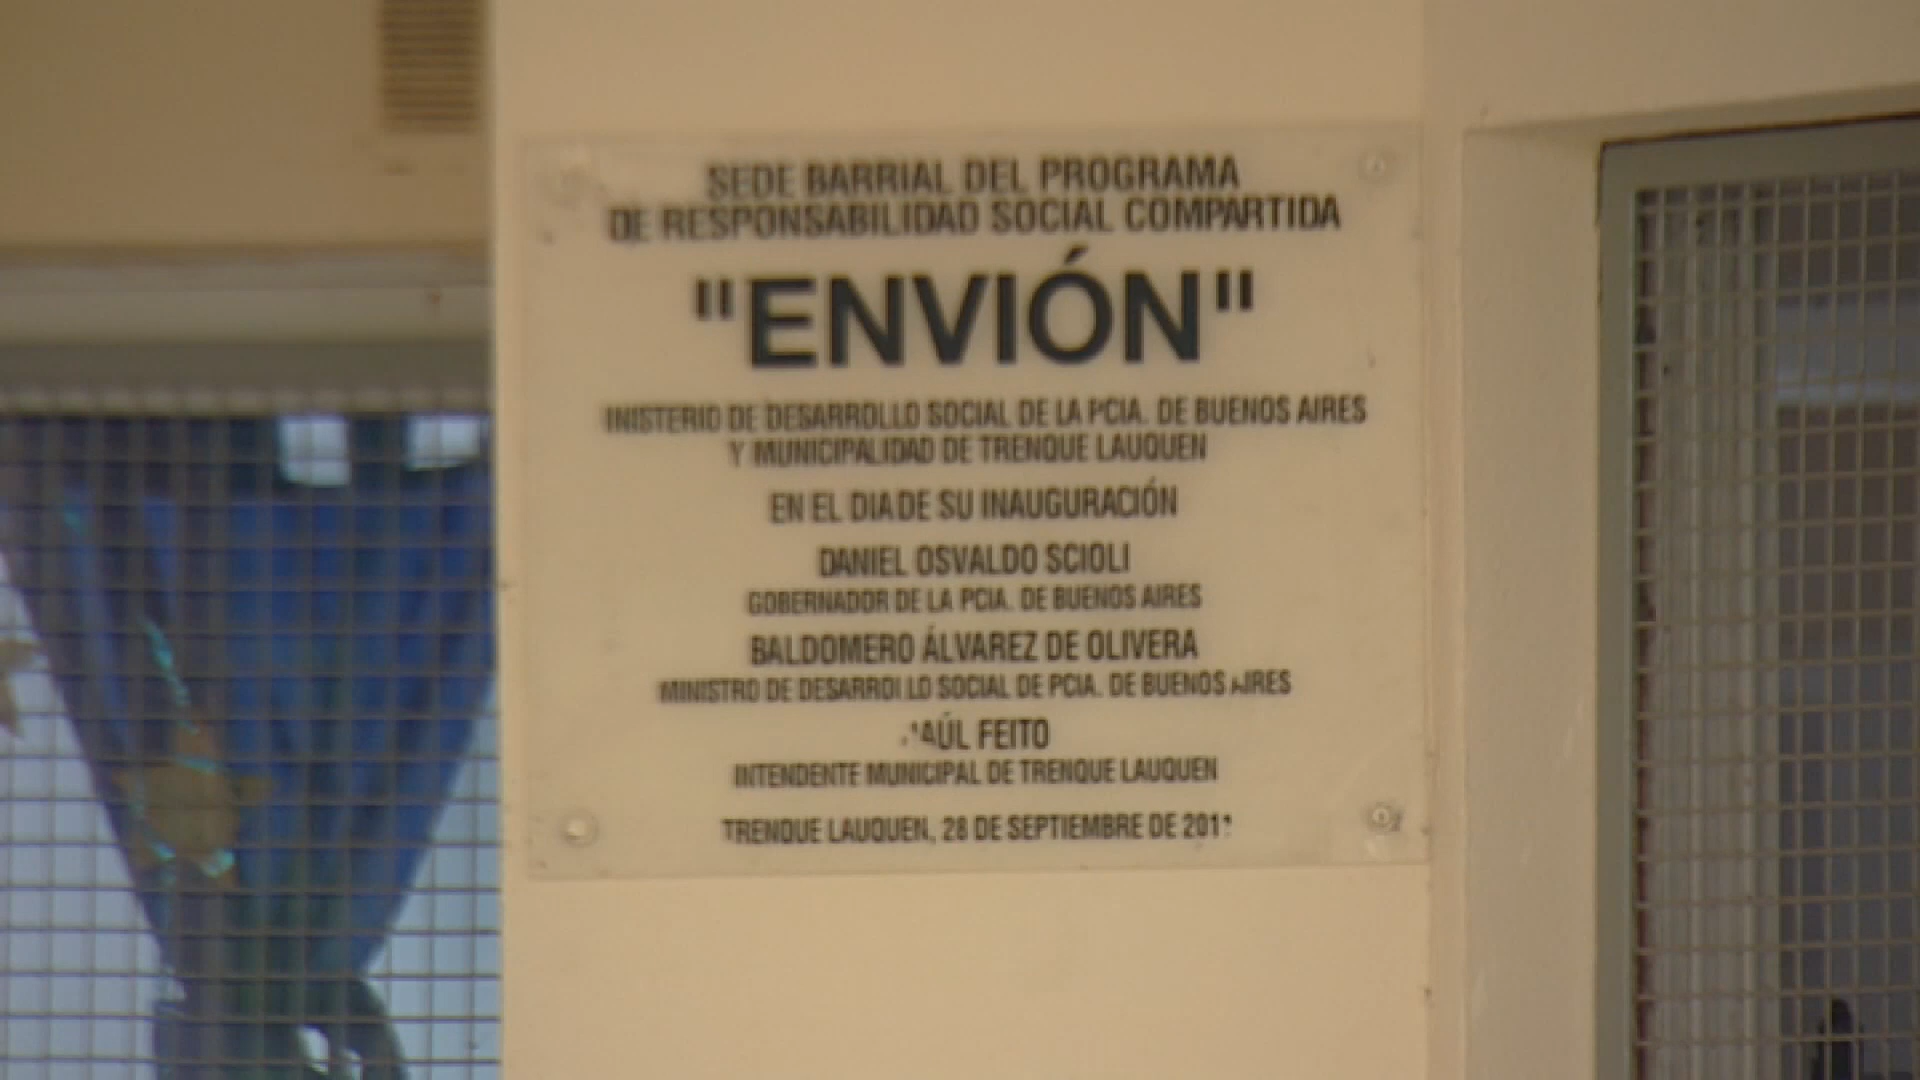 SEDE BARRIAL DEL PROGRAMA
DE RESPONSABILIDAD SOCIAL COMPARTIDA
"ENVIÓN"
INISTERIO DE DESARROLLO SOCIAL DE LA PCIA. DE BUENOS AIRES
Y MUNICIPALIDAD DE TRENQUE LAUQUEN
EN EL DIA DE SU INAUGURACIÓN
DANIEL OSVALDO SCIOLI
GOBERNADOR DE LA PCIA. DE BUENOS AIRES
BALDOMERO ÁLVAREZ DE OLIVERA
MINISTRO DE DESARROLLO SOCIAL DE PCIA. DE BUENOS AIRES
AÚL FEITO
INTENDENTE MUNICIPAL DE TRENQUE LAUQUEN
TRENQUE LAUQUEN, 28 DE SEPTIEMBRE DE